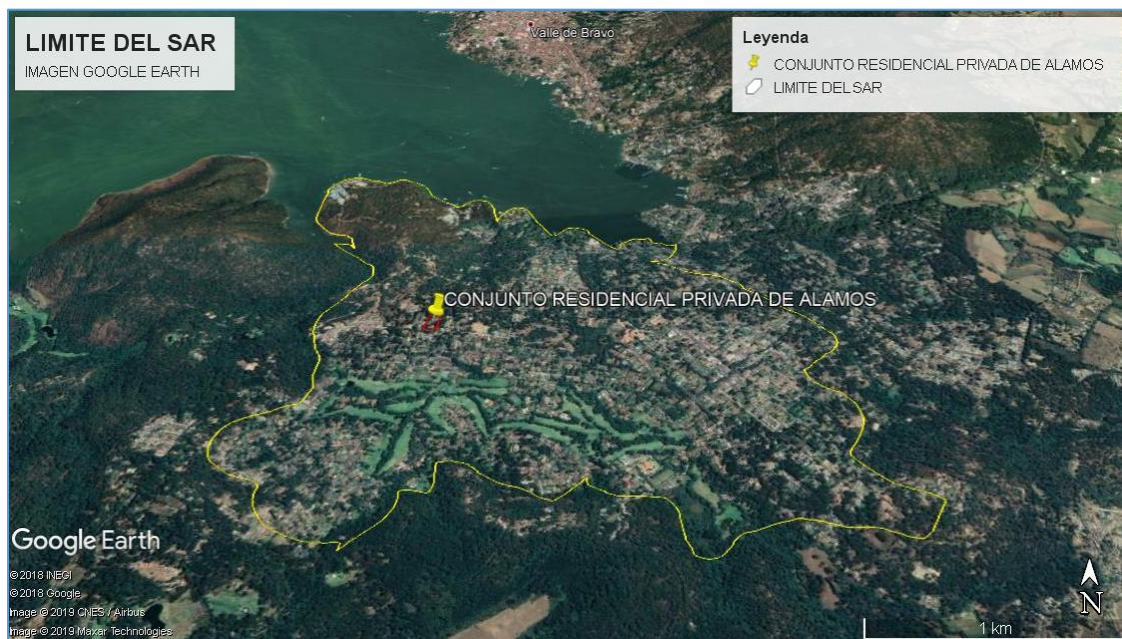 LIMITE DEL SAR
IMAGEN GOOGLE EARTH
Valle de Bravo
Leyenda
CONJUNTO RESIDENCIAL PRIVADA DE ALAMOS
LIMITE DEL SAR
CONJUNTO RESIDENCIAL PRIVADA DE ALAMOS
Google Earth
© 2018 INEGI
© 2018 Google
Image © 2019 CNES / Airbus
Image © 2019 Maxar Technologies
N
1 km